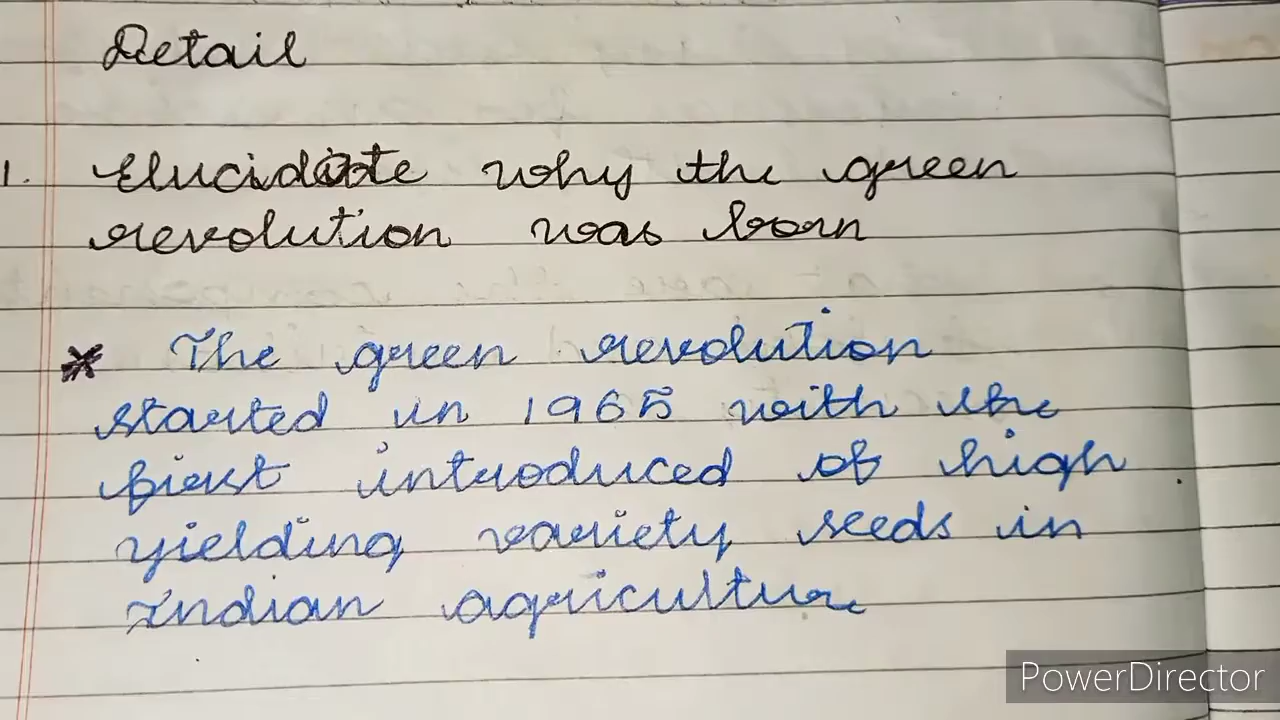 Detail
1. Elucidate why the green
revolution was born
* The green revolution
started in 1965 with the
first introduced of high
yielding variety seeds in
Indian agriculture
PowerDirector